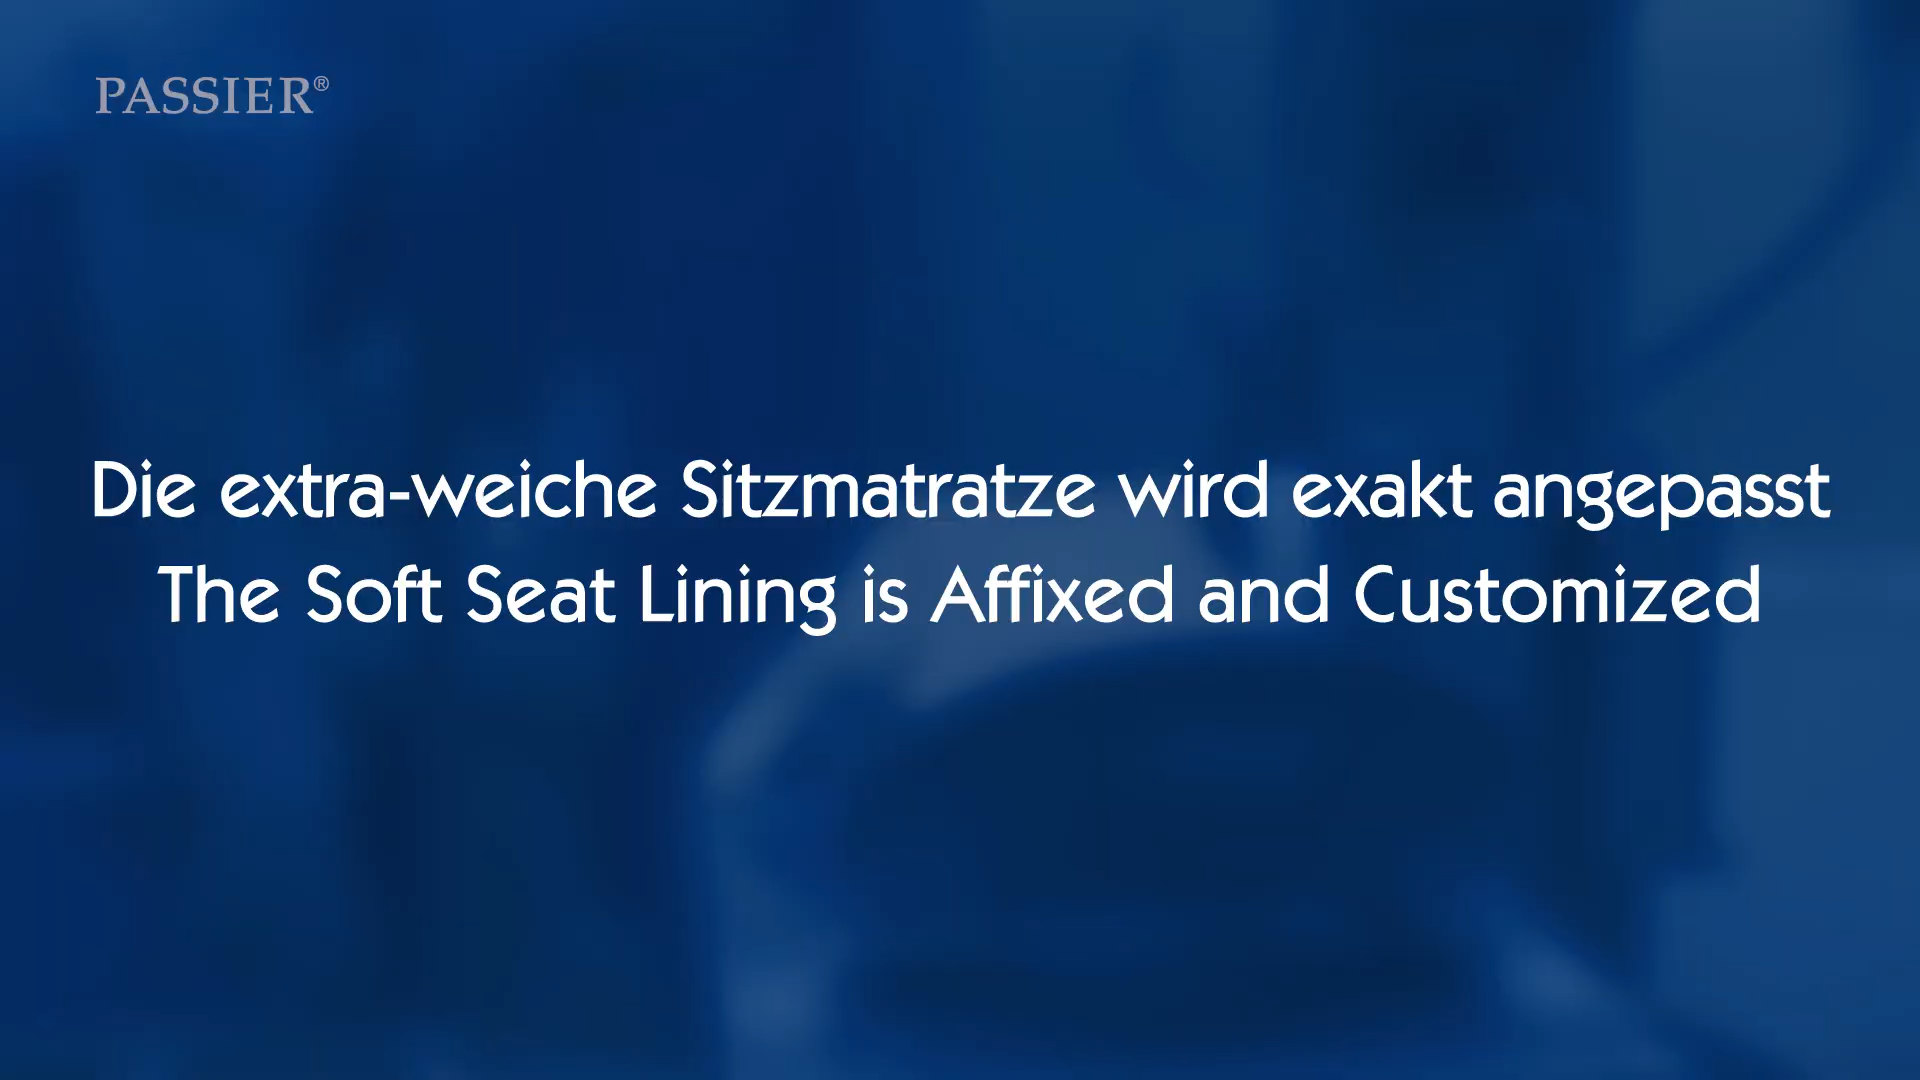 PASSIER®
Die extra-weiche Sitzmatratze wird exakt angepasst
The Soft Seat Lining is Affixed and Customized